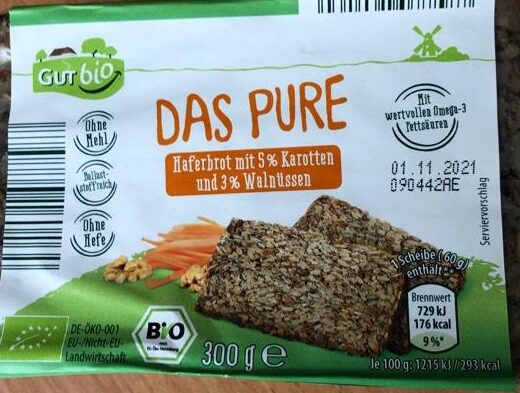 GUT bio
DAS PURE
Haferbrot mit 5% Karotten
und 3% Walnüssen
Ohne
Mehl
Ballast-
stoffreich
Ohne
Hefe
Mit
wertvollen Omega-3
Fettsäuren
01.11.2021
090442AE
Serviervorschlag
1 Scheibe (60 g)
enthält**
Brennwert
729 kJ
176 kcal
9%*
Je 100 g: 1215 kJ / 293 kcal
DE-ÖKO-001
EU-/Nicht-EU-
Landwirtschaft
BiO
300 g e